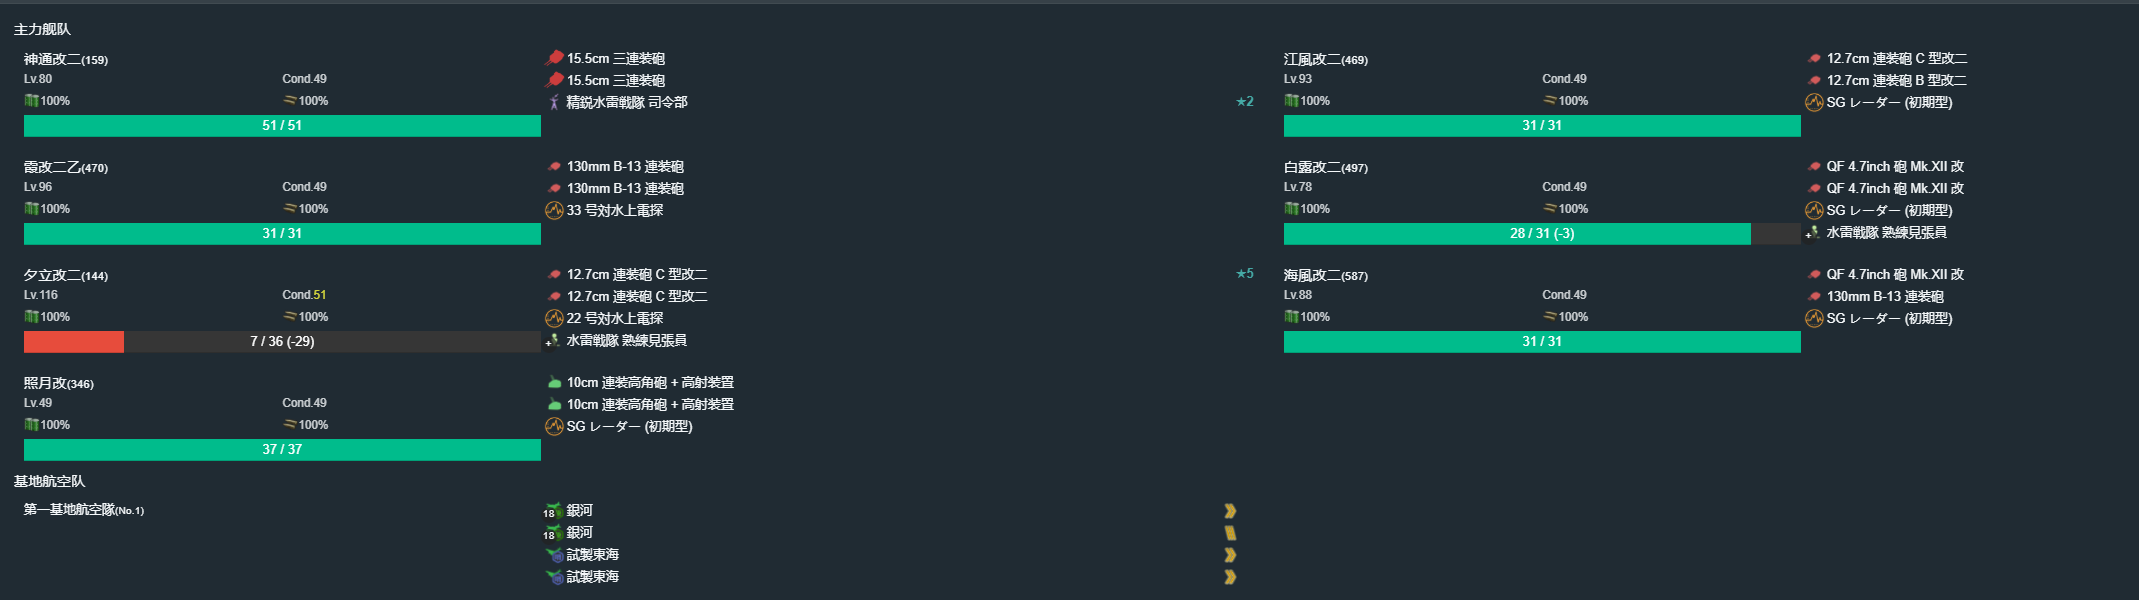 主力舰队
神通改二(159)
Lv.80 Cond.49
100% 100%
51 / 51
15.5cm 三連装砲
15.5cm 三連装砲
精鋭水雷戦隊 司令部 ★2
江風改二(469)
Lv.93 Cond.49
100% 100%
31 / 31
12.7cm 連装砲 C 型改二
12.7cm 連装砲 B 型改二
SG レーダー (初期型)
霞改二乙(470)
Lv.96 Cond.49
100% 100%
31 / 31
130mm B-13 連装砲
130mm B-13 連装砲
33 号対水上電探
白露改二(497)
Lv.78 Cond.49
100% 100%
28 / 31 (-3)
QF 4.7inch 砲 Mk.XII 改
QF 4.7inch 砲 Mk.XII 改
SG レーダー (初期型)
+ 水雷戦隊 熟練見張員
夕立改二(144)
Lv.116 Cond.51
100% 100%
7 / 36 (-29)
12.7cm 連装砲 C 型改二 ★5
12.7cm 連装砲 C 型改二
22 号対水上電探
+ 水雷戦隊 熟練見張員
海風改二(587)
Lv.88 Cond.49
100% 100%
31 / 31
QF 4.7inch 砲 Mk.XII 改
130mm B-13 連装砲
SG レーダー (初期型)
照月改(346)
Lv.49 Cond.49
100% 100%
37 / 37
10cm 連装高角砲 + 高射装置
10cm 連装高角砲 + 高射装置
SG レーダー (初期型)
基地航空队
第一基地航空隊(No.1)
18 銀河
18 銀河
試製東海
試製東海